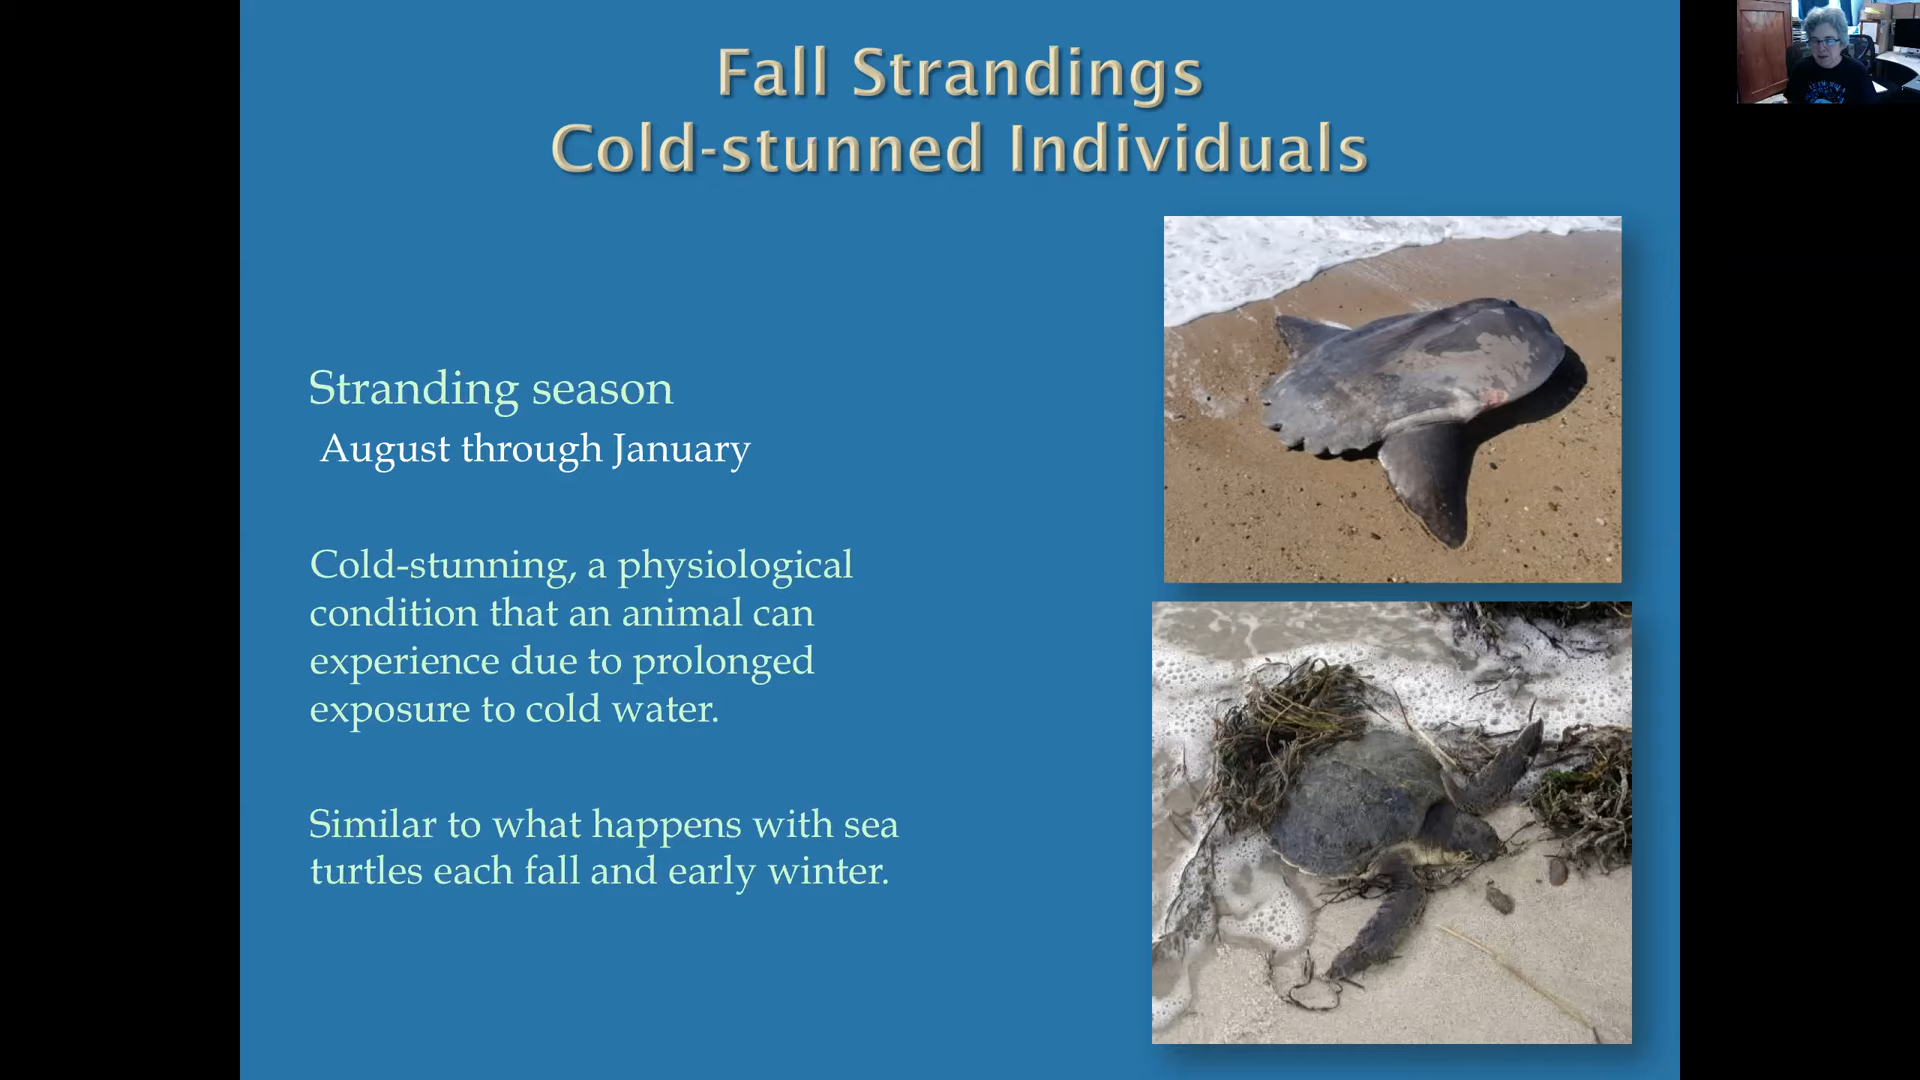 Fall Strandings
Cold-stunned Individuals
Stranding season
August through January
Cold-stunning, a physiological
condition that an animal can
experience due to prolonged
exposure to cold water.
Similar to what happens with sea
turtles each fall and early winter.